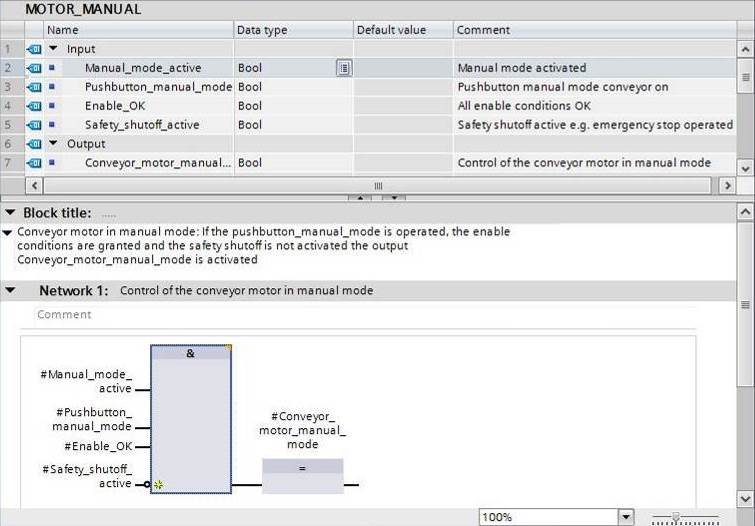 MOTOR_MANUAL
Name Data type Default value Comment
1 Input
2 Manual_mode_active Bool Manual mode activated
3 Pushbutton_manual_mode Bool Pushbutton manual mode conveyor on
4 Enable_OK Bool All enable conditions OK
5 Safety_shutoff_active Bool Safety shutoff active e.g. emergency stop operated
6 Output
7 Conveyor_motor_manual... Bool Control of the conveyor motor in manual mode
Block title: .....
Conveyor motor in manual mode: If the pushbutton_manual_mode is operated, the enable
conditions are granted and the safety shutoff is not activated the output
Conveyor_motor_manual_mode is activated
Network 1: Control of the conveyor motor in manual mode
Comment
&
#Manual_mode_
active
#Pushbutton_
manual_mode
#Enable_OK
#Safety_shutoff_
active
#Conveyor_
motor_manual_
mode
=
100%